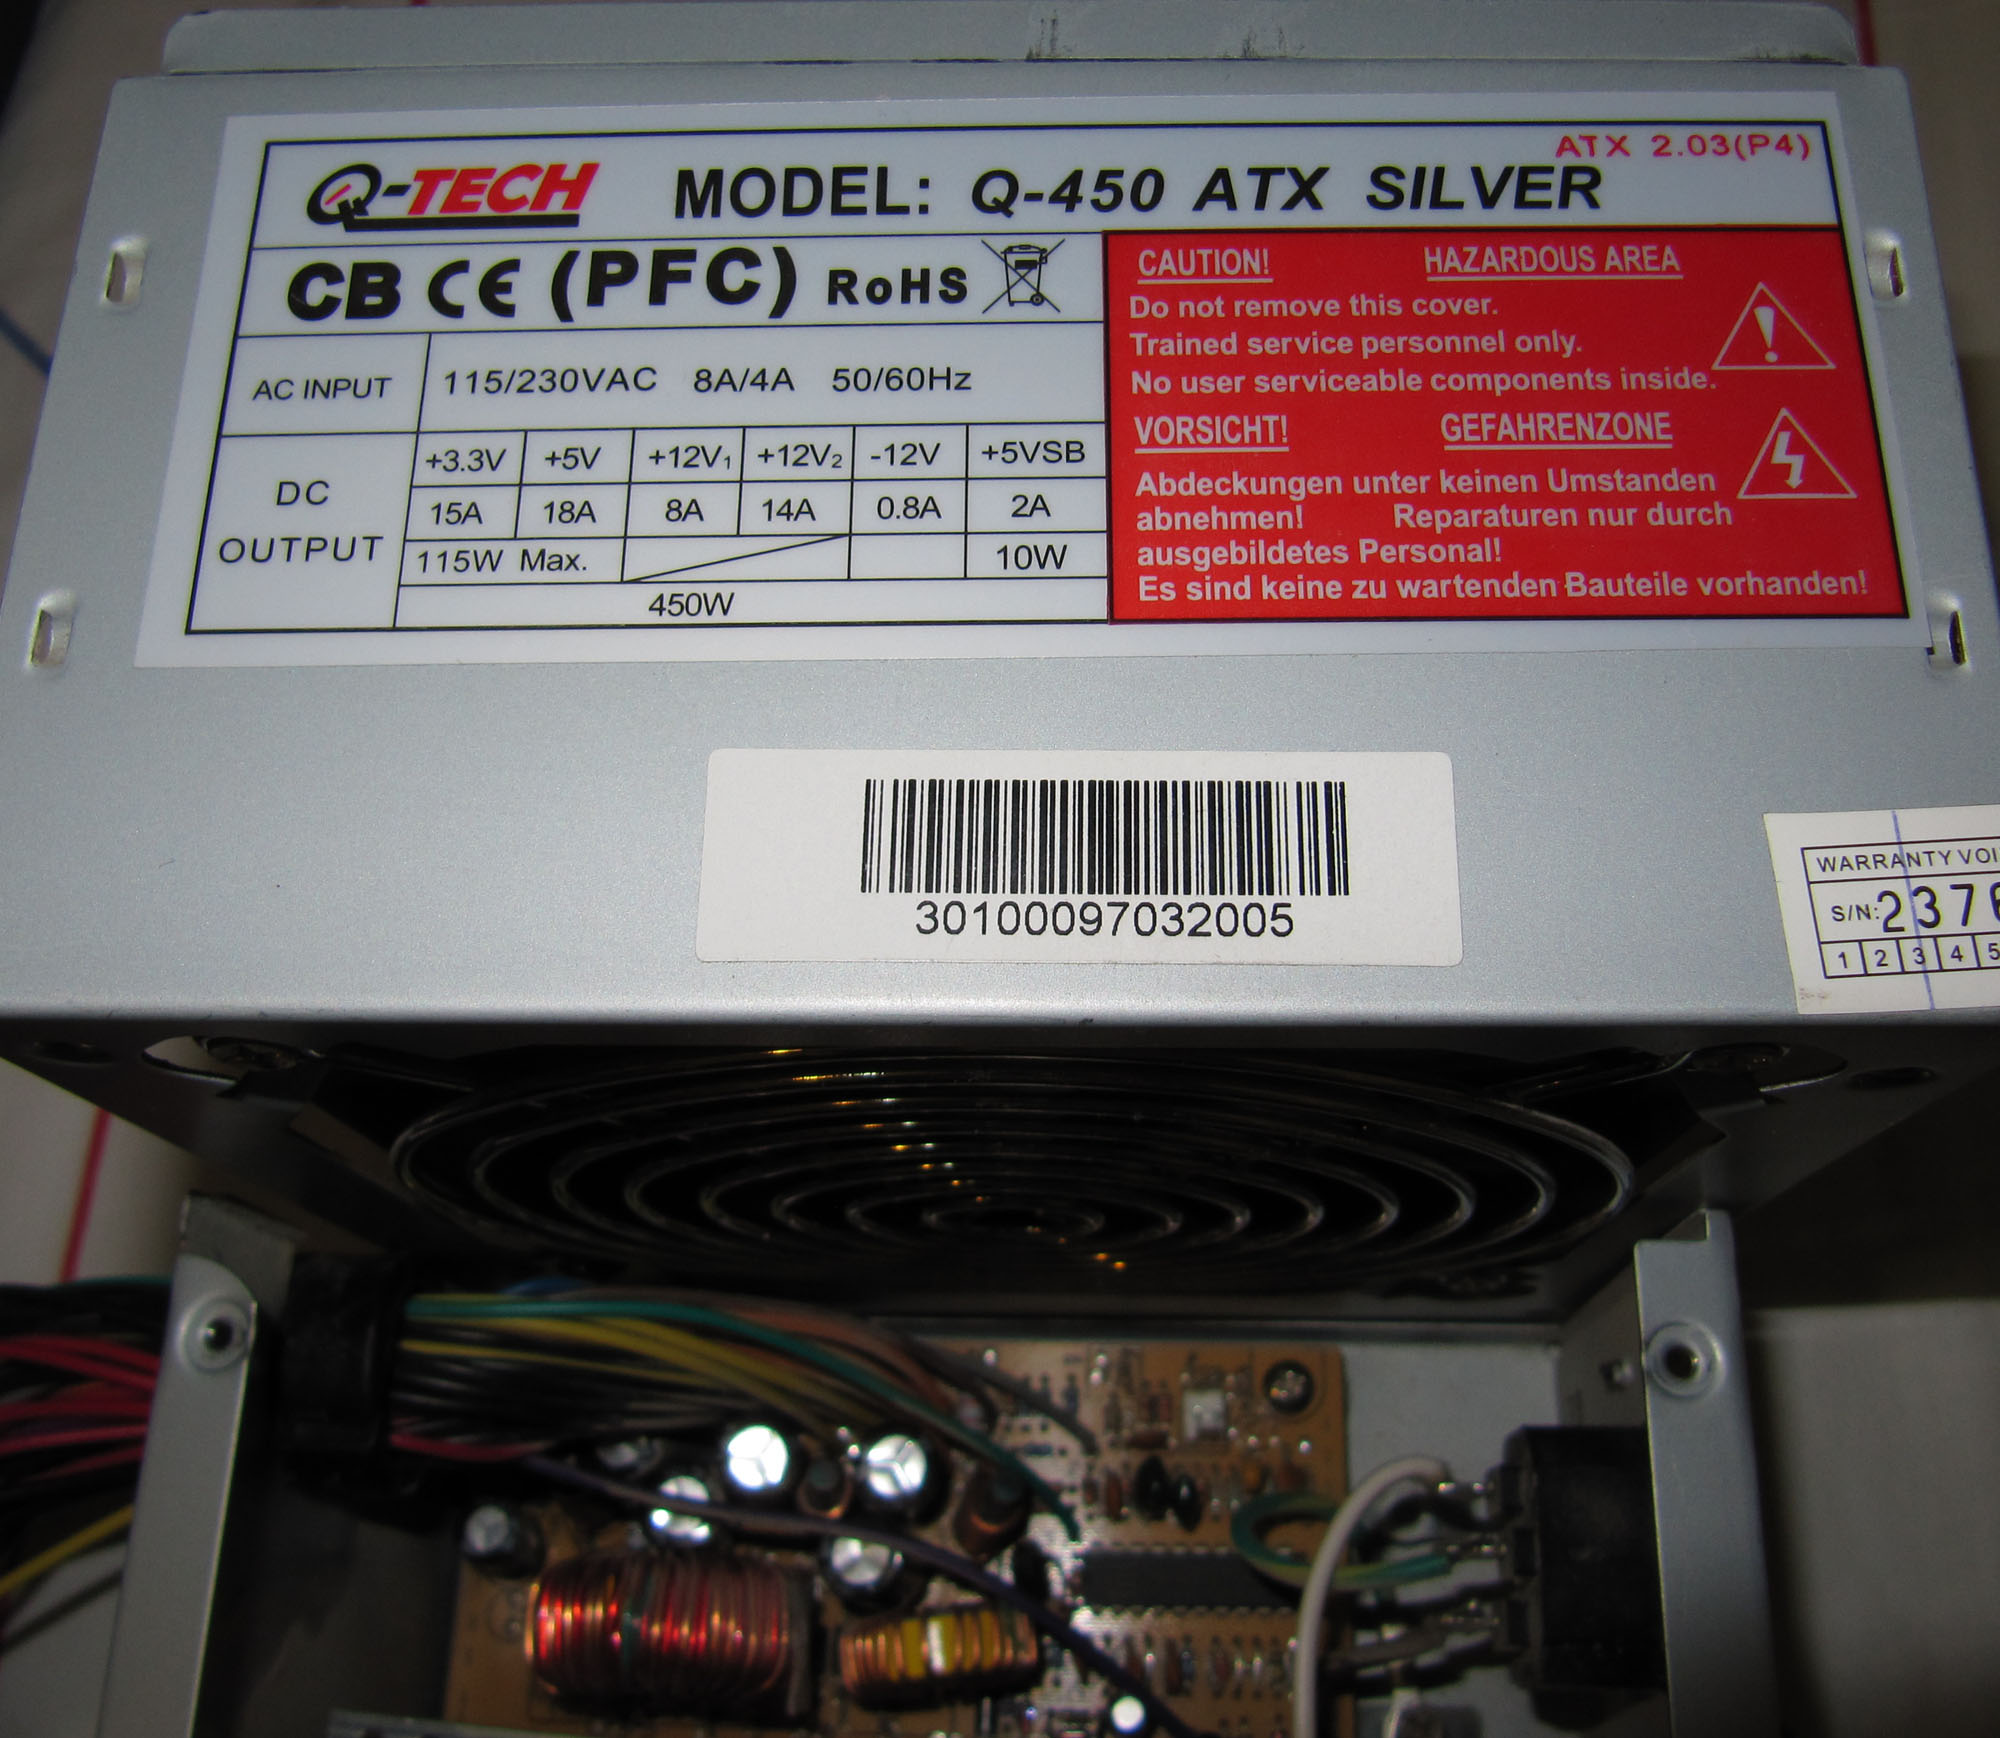 ATX 2.03(P4)
Q-TECH MODEL: Q-450 ATX SILVER
CB CE (PFC) RoHS
AC INPUT 115/230VAC 8A/4A 50/60Hz
DC OUTPUT
+3.3V +5V +12V₁ +12V₂ -12V +5VSB
15A 18A 8A 14A 0.8A 2A
115W Max. 10W
450W
CAUTION! HAZARDOUS AREA
Do not remove this cover.
Trained service personnel only.
No user serviceable components inside.
VORSICHT! GEFAHRENZONE
Abdeckungen unter keinen Umstanden
abnehmen! Reparaturen nur durch
ausgebildetes Personal!
Es sind keine zu wartenden Bauteile vorhanden!
30100097032005
WARRANTY VOI
S/N: 2376
1 2 3 4 5